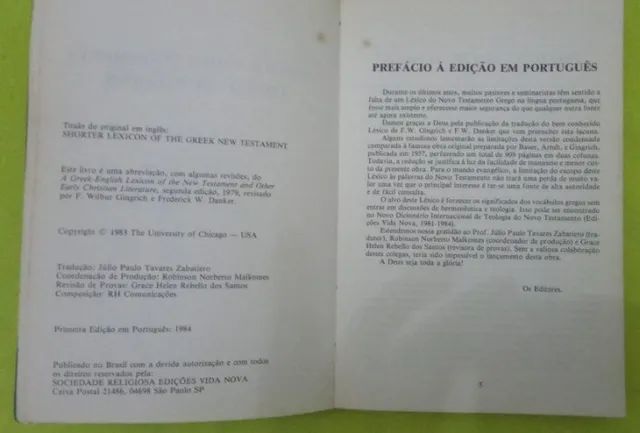 Título do original em inglês:
SHORTER LEXICON OF THE GREEK NEW TESTAMENT
Este livro é uma abreviação, com algumas revisões, do
A Greek-English Lexicon of the New Testament and Other
Early Christian Literature, segunda edição, 1979, revisado
por F. Wilbur Gingrich e Frederick W. Danker.
Copyright © 1983 The University of Chicago — USA
Tradução: Júlio Paulo Tavares Zabatiero
Coordenação de Produção: Robinson Norberto Malkomes
Revisão de Provas: Grace Helen Rebello dos Santos
Composição: RH Comunicações
Primeira Edição em Português: 1984
Publicado no Brasil com a devida autorização e com todos
os direitos reservados pela:
SOCIEDADE RELIGIOSA EDIÇÕES VIDA NOVA
Caixa Postal 21486, 04698 São Paulo SP
PREFÁCIO À EDIÇÃO EM PORTUGUÊS
Durante os últimos anos, muitos pastores e seminaristas têm sentido a
falta de um Léxico do Novo Testamento Grego na língua portuguesa, que
fosse mais amplo e oferecesse maior segurança do que qualquer outra fonte
até agora existente.
Damos graças a Deus pela publicação da tradução do bem conhecido
Léxico de F.W. Gingrich e F.W. Danker que vem preencher esta lacuna.
Alguns estudiosos lamentarão as limitações desta versão condensada
comparada à famosa obra original preparada por Bauer, Arndt, e Gingrich,
publicada em 1957, perfazendo um total de 909 páginas em duas colunas.
Todavia, a redução se justifica à luz da facilidade de manuseio e menor custo
da presente obra. Para o mundo evangélico, a limitação do escopo deste
Léxico às palavras do Novo Testamento não trará uma perda de muito va-
lor uma vez que o principal interesse é ter-se uma fonte de alta autoridade
e de fácil consulta.
O alvo deste Léxico é fornecer os significados dos vocábulos gregos sem
entrar em discussões de hermenêutica e teologia. Isso pode ser encontrado
no Novo Dicionário Internacional de Teologia do Novo Testamento (Edi-
ções Vida Nova, 1981-1984).
Estendemos nossa gratidão ao Prof. Júlio Paulo Tavares Zabatiero (tra-
dutor), Robinson Norberto Malkomes (coordenador de produção) e Grace
Helen Rebello dos Santos (revisora de provas). Sem a valiosa colaboração
destes colegas, teria sido impossível o lançamento desta obra.
A Deus seja toda a glória!
Os Editores.
5